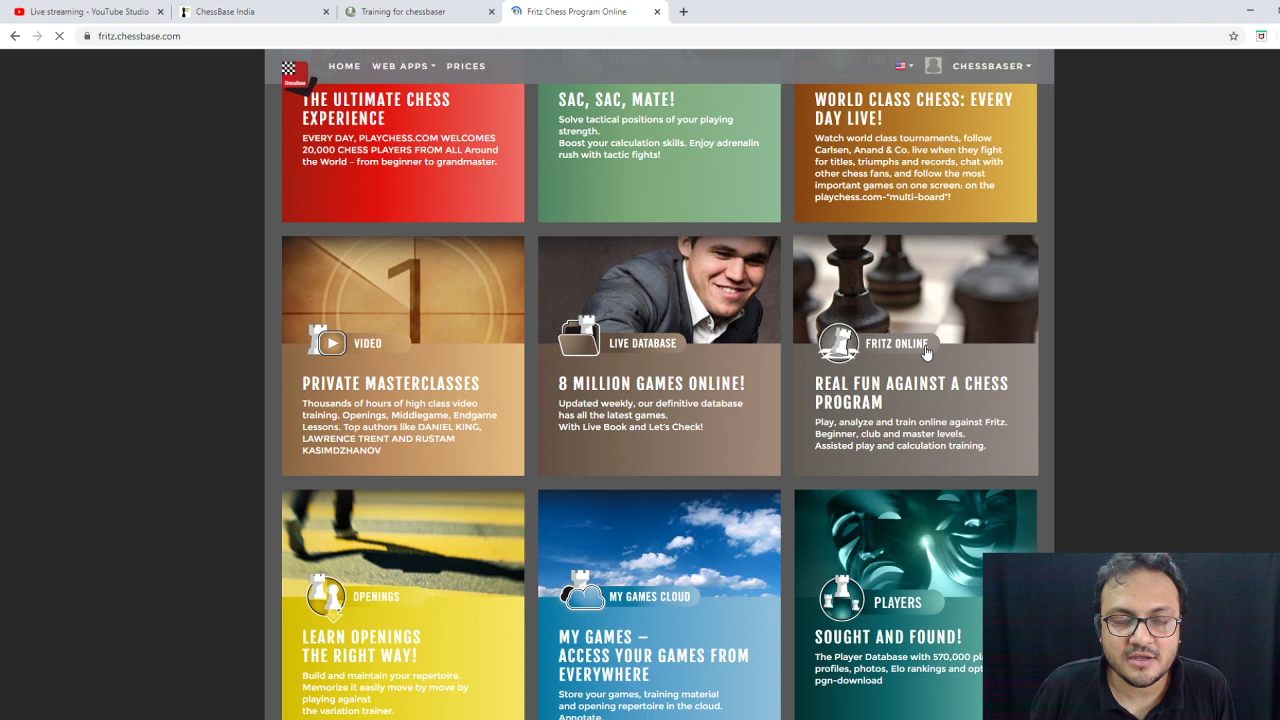 Live streaming - YouTube Studio
ChessBase India
Training for chessbaser
Fritz Chess Program Online
fritz.chessbase.com
HOME
WEB APPS
PRICES
CHESSBASER
ChessBase
THE ULTIMATE CHESS
EXPERIENCE
EVERY DAY, PLAYCHESS.COM WELCOMES
20,000 CHESS PLAYERS FROM ALL Around
the World – from beginner to grandmaster.
SAC, SAC, MATE!
Solve tactical positions of your playing
strength.
Boost your calculation skills. Enjoy adrenalin
rush with tactic fights!
WORLD CLASS CHESS: EVERY
DAY LIVE!
Watch world class tournaments, follow
Carlsen, Anand & Co. live when they fight
for titles, triumphs and records, chat with
other chess fans, and follow the most
important games on one screen: on the
playchess.com-"multi-board"!
1
VIDEO
PRIVATE MASTERCLASSES
Thousands of hours of high class video
training. Openings, Middlegame, Endgame
Lessons. Top authors like DANIEL KING,
LAWRENCE TRENT AND RUSTAM
KASIMDZHANOV
LIVE DATABASE
8 MILLION GAMES ONLINE!
Updated weekly, our definitive database
has all the latest games.
With Live Book and Let's Check!
FRITZ ONLINE
REAL FUN AGAINST A CHESS
PROGRAM
Play, analyze and train online against Fritz.
Beginner, club and master levels.
Assisted play and calculation training.
OPENINGS
LEARN OPENINGS
THE RIGHT WAY!
Build and maintain your repertoire.
Memorize it easily move by move by
playing against
the variation trainer.
MY GAMES CLOUD
MY GAMES –
ACCESS YOUR GAMES FROM
EVERYWHERE
Store your games, training material
and opening repertoire in the cloud.
Annotate,
PLAYERS
SOUGHT AND FOUND!
The Player Database with 570,000
profiles, photos, Elo rankings and
pgn-download